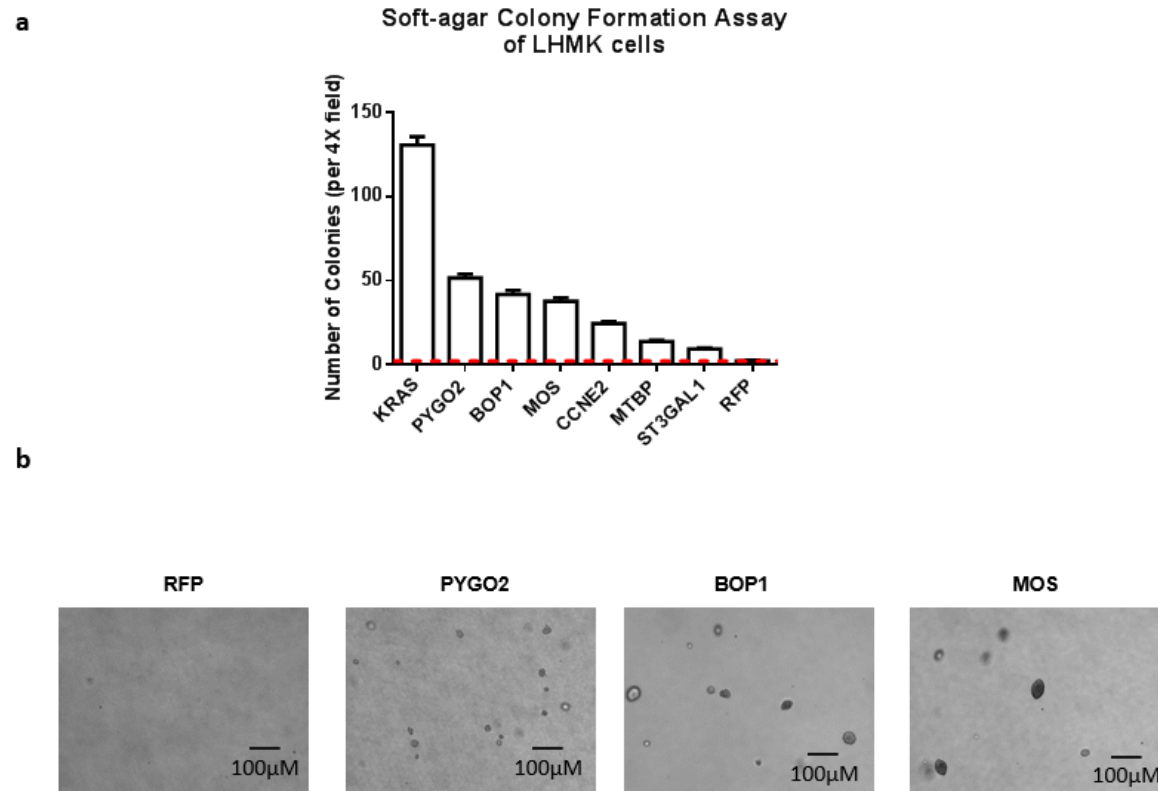 a
Soft-agar Colony Formation Assay
of LHMK cells
Number of Colonies (per 4X field)
150
100
50
0
KRAS
PYGO2
BOP1
MOS
CCNE2
MTBP
ST3GAL1
RFP
b
RFP
PYGO2
BOP1
MOS
100μM
100μM
100μM
100μM